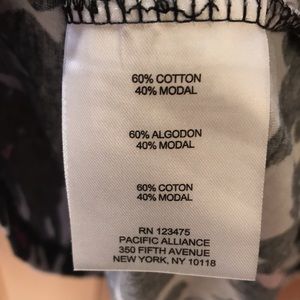 60% COTTON
40% MODAL
60% ALGODON
40% MODAL
60% COTON
40% MODAL
RN 123475
PACIFIC ALLIANCE
350 FIFTH AVENUE
NEW YORK, NY 10118